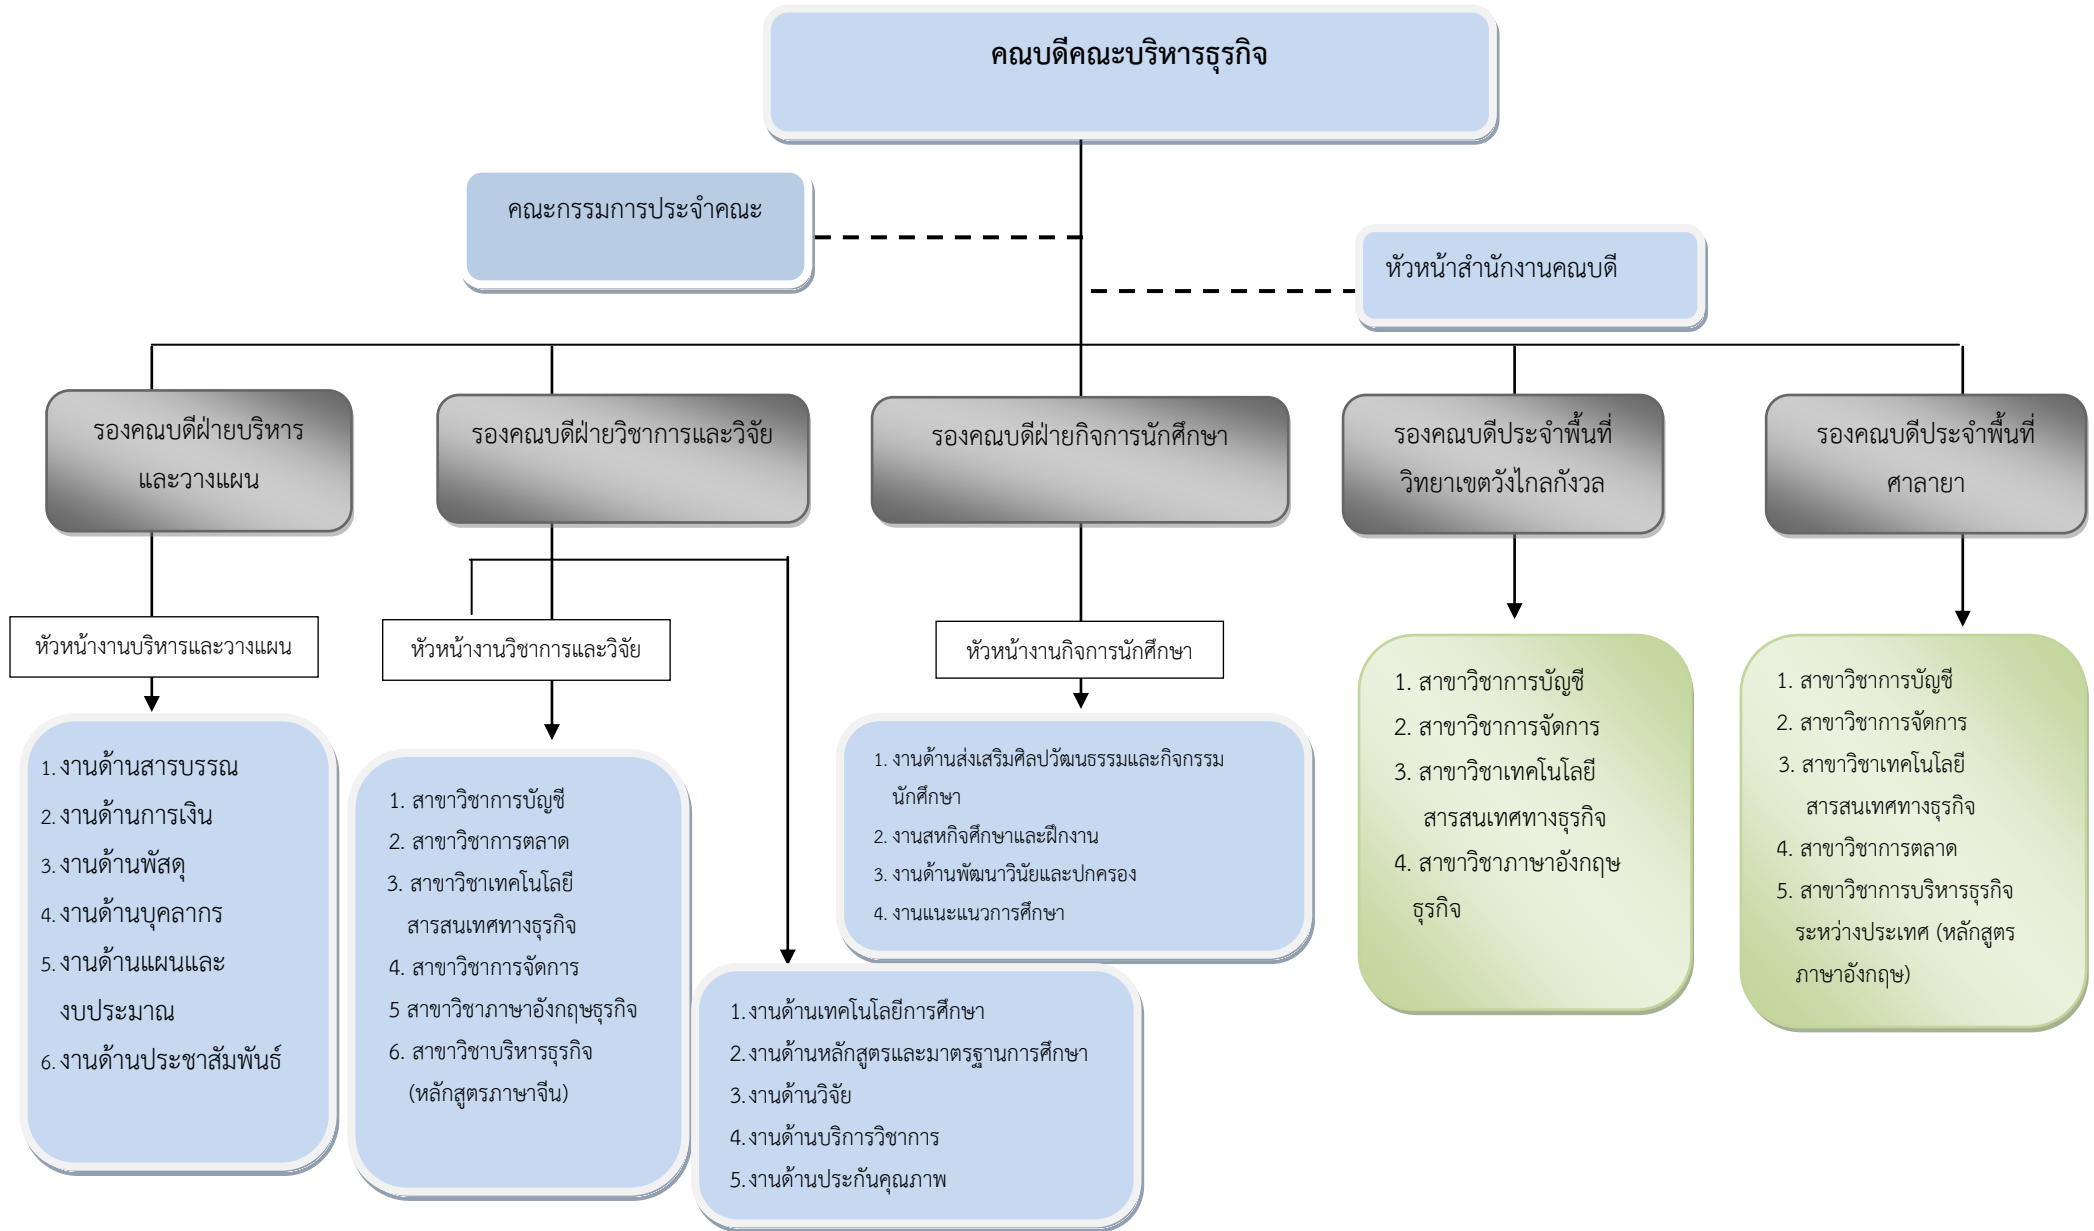 คณบดีคณะบริหารธุรกิจ
คณะกรรมการประจำคณะ
หัวหน้าสำนักงานคณบดี
รองคณบดีฝ่ายบริหาร
และวางแผน
รองคณบดีฝ่ายวิชาการและวิจัย
รองคณบดีฝ่ายกิจการนักศึกษา
รองคณบดีประจำพื้นที่
วิทยาเขตวังไกลกังวล
รองคณบดีประจำพื้นที่
ศาลายา
หัวหน้างานบริหารและวางแผน
หัวหน้างานวิชาการและวิจัย
หัวหน้างานกิจการนักศึกษา
1. งานด้านสารบรรณ
2. งานด้านการเงิน
3. งานด้านพัสดุ
4. งานด้านบุคลากร
5. งานด้านแผนและ
งบประมาณ
6. งานด้านประชาสัมพันธ์
1. สาขาวิชาการบัญชี
2. สาขาวิชาการตลาด
3. สาขาวิชาเทคโนโลยี
สารสนเทศทางธุรกิจ
4. สาขาวิชาการจัดการ
5 สาขาวิชาภาษาอังกฤษธุรกิจ
6. สาขาวิชาบริหารธุรกิจ
(หลักสูตรภาษาจีน)
1. งานด้านเทคโนโลยีการศึกษา
2. งานด้านหลักสูตรและมาตรฐานการศึกษา
3. งานด้านวิจัย
4. งานด้านบริการวิชาการ
5. งานด้านประกันคุณภาพ
1. งานด้านส่งเสริมศิลปวัฒนธรรมและกิจกรรม
นักศึกษา
2. งานสหกิจศึกษาและฝึกงาน
3. งานด้านพัฒนาวินัยและปกครอง
4. งานแนะแนวการศึกษา
1. สาขาวิชาการบัญชี
2. สาขาวิชาการจัดการ
3. สาขาวิชาเทคโนโลยี
สารสนเทศทางธุรกิจ
4. สาขาวิชาภาษาอังกฤษ
ธุรกิจ
1. สาขาวิชาการบัญชี
2. สาขาวิชาการจัดการ
3. สาขาวิชาเทคโนโลยี
สารสนเทศทางธุรกิจ
4. สาขาวิชาการตลาด
5. สาขาวิชาการบริหารธุรกิจ
ระหว่างประเทศ (หลักสูตร
ภาษาอังกฤษ)